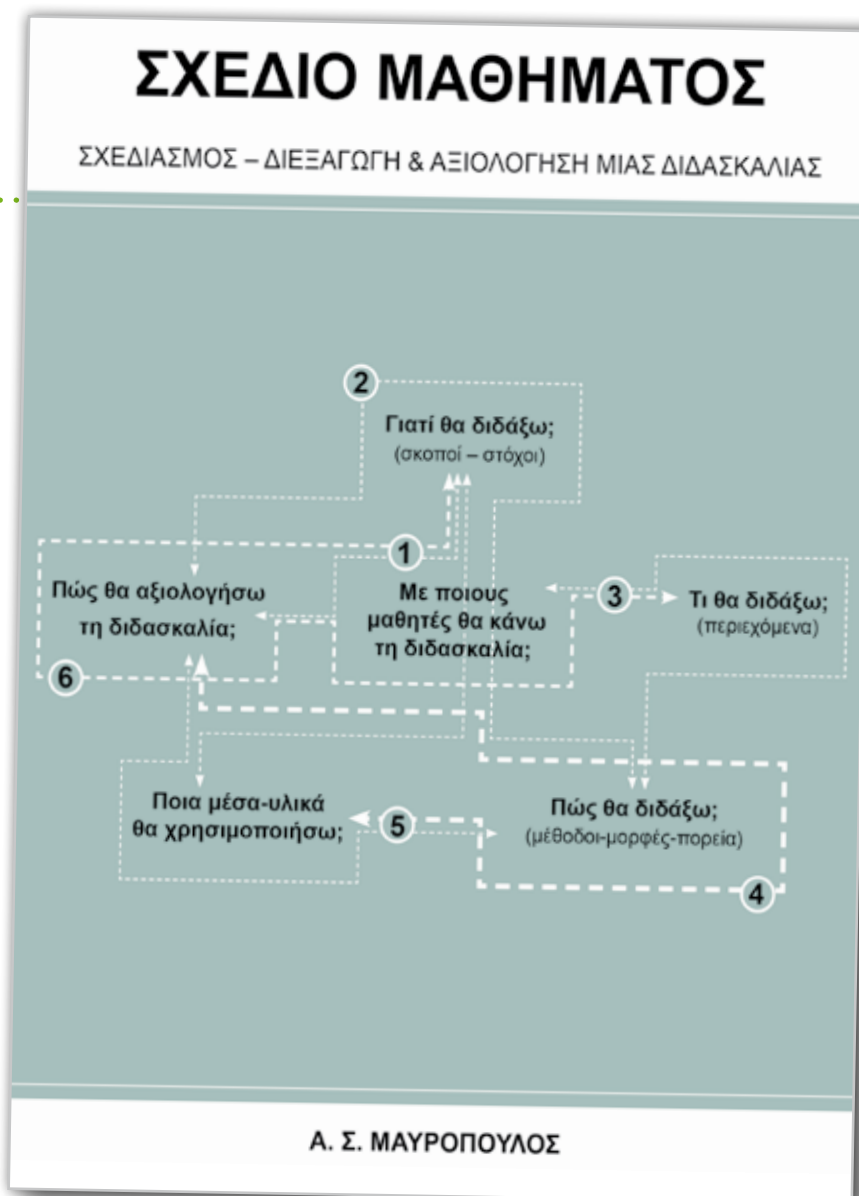 ΣΧΕΔΙΟ ΜΑΘΗΜΑΤΟΣ
ΣΧΕΔΙΑΣΜΟΣ – ΔΙΕΞΑΓΩΓΗ & ΑΞΙΟΛΟΓΗΣΗ ΜΙΑΣ ΔΙΔΑΣΚΑΛΙΑΣ
2
Γιατί θα διδάξω;
(σκοποί – στόχοι)
1
Πώς θα αξιολογήσω
τη διδασκαλία;
Με ποιους
μαθητές θα κάνω
τη διδασκαλία;
3
Τι θα διδάξω;
(περιεχόμενα)
6
Ποια μέσα-υλικά
θα χρησιμοποιήσω;
5
Πώς θα διδάξω;
(μέθοδοι-μορφές-πορεία)
4
Α. Σ. ΜΑΥΡΟΠΟΥΛΟΣ